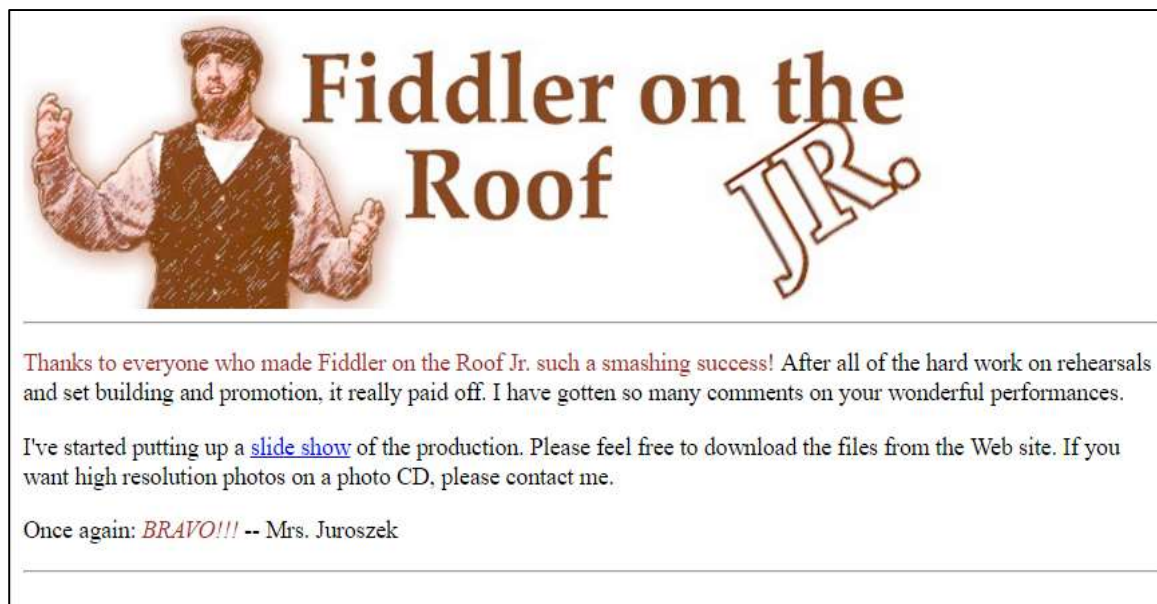 Fiddler on the
Roof
JR.
Thanks to everyone who made Fiddler on the Roof Jr. such a smashing success! After all of the hard work on rehearsals
and set building and promotion, it really paid off. I have gotten so many comments on your wonderful performances.
I've started putting up a slide show of the production. Please feel free to download the files from the Web site. If you
want high resolution photos on a photo CD, please contact me.
Once again: BRAVO!!! -- Mrs. Juroszek